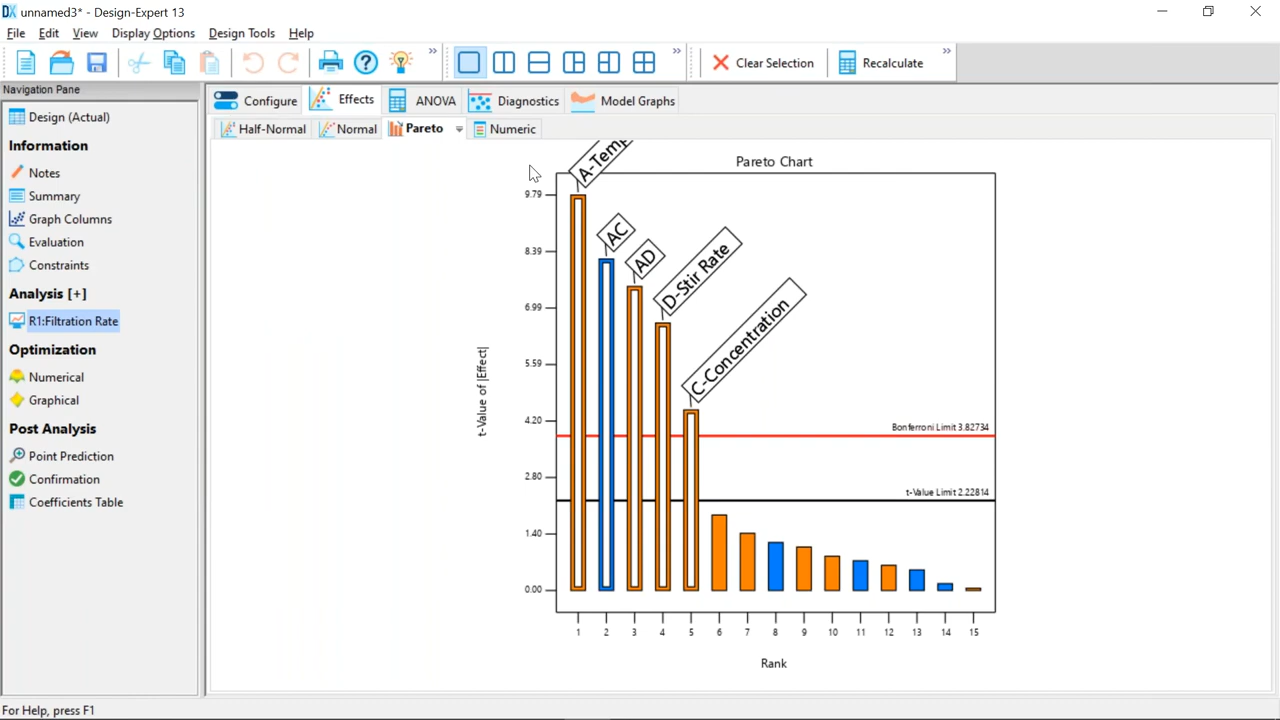 unnamed3* - Design-Expert 13
File Edit View Display Options Design Tools Help
Clear Selection Recalculate
Navigation Pane
Design (Actual)
Information
Notes
Summary
Graph Columns
Evaluation
Constraints
Analysis [+]
R1:Filtration Rate
Optimization
Numerical
Graphical
Post Analysis
Point Prediction
Confirmation
Coefficients Table
Configure Effects ANOVA Diagnostics Model Graphs
Half-Normal Normal Pareto Numeric
Pareto Chart
A-Temp
AC
AD
D-Stir Rate
C-Concentration
t-Value of |Effect|
9.79
8.39
6.99
5.59
4.20
2.80
1.40
0.00
Bonferroni Limit 3.82734
t-Value Limit 2.22814
1 2 3 4 5 6 7 8 9 10 11 12 13 14 15
Rank
For Help, press F1